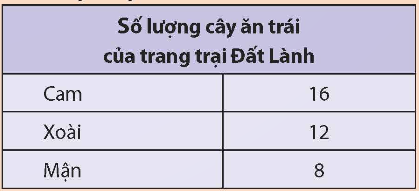 Số lượng cây ăn trái
của trang trại Đất Lành
Cam 16
Xoài 12
Mận 8